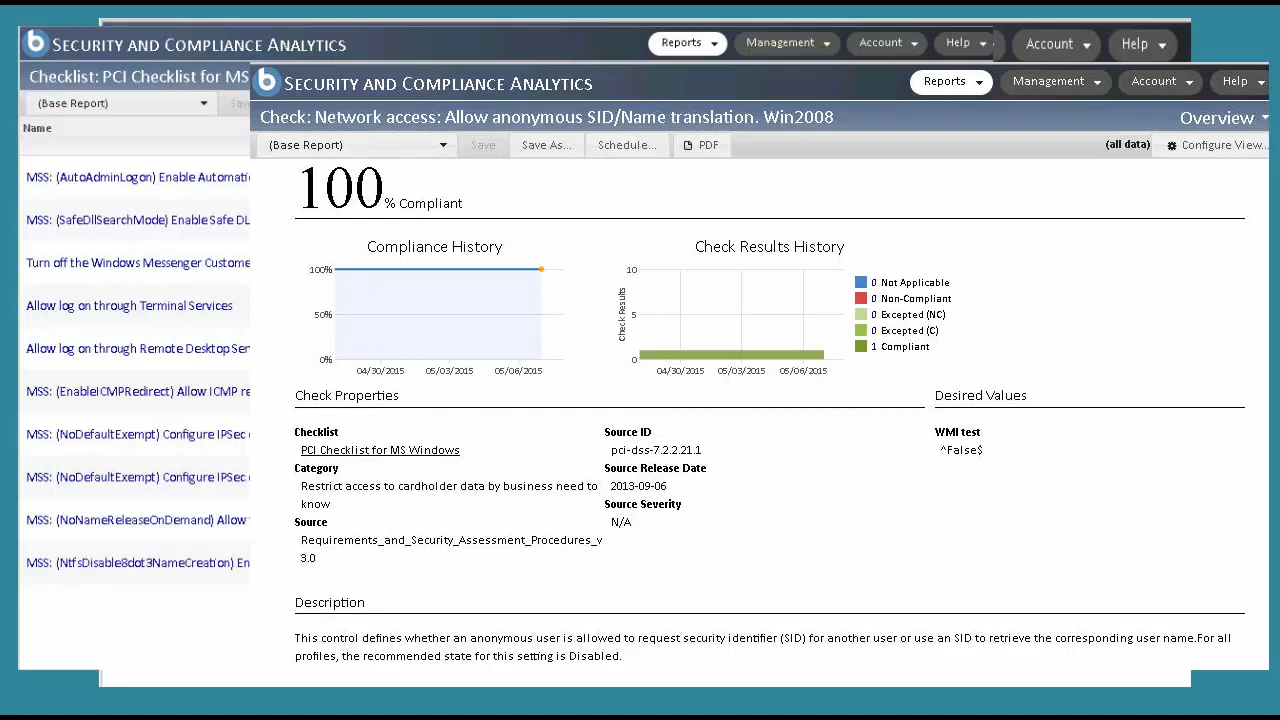 Account
Help
b SECURITY AND COMPLIANCE ANALYTICS
Reports
Management
Account
Help
Checklist: PCI Checklist for MS
(Base Report)
Name
MSS: (AutoAdminLogon) Enable Automati
MSS: (SafeDllSearchMode) Enable Safe DL
Turn off the Windows Messenger Custome
Allow log on through Terminal Services
Allow log on through Remote Desktop Ser
MSS: (EnableICMPRedirect) Allow ICMP re
MSS: (NoDefaultExempt) Configure IPSec
MSS: (NoDefaultExempt) Configure IPSec
MSS: (NoNameReleaseOnDemand) Allow
MSS: (NtfsDisable8dot3NameCreation) En
b SECURITY AND COMPLIANCE ANALYTICS
Reports
Management
Account
Help
Check: Network access: Allow anonymous SID/Name translation. Win2008
Overview
(Base Report)
Save
Save As...
Schedule...
PDF
(all data)
Configure View...
100 % Compliant
Compliance History
100%
50%
0%
04/30/2015 05/03/2015 05/06/2015
Check Results History
Check Results
10
5
0
04/30/2015 05/03/2015 05/06/2015
0 Not Applicable
0 Non-Compliant
0 Excepted (NC)
0 Excepted (C)
1 Compliant
Check Properties
Checklist
PCI Checklist for MS Windows
Category
Restrict access to cardholder data by business need to
know
Source
Requirements_and_Security_Assessment_Procedures_v
3.0
Source ID
pci-dss-7.2.2.21.1
Source Release Date
2013-09-06
Source Severity
N/A
Desired Values
WMI test
^False$
Description
This control defines whether an anonymous user is allowed to request security identifier (SID) for another user or use an SID to retrieve the corresponding user name.For all
profiles, the recommended state for this setting is Disabled.